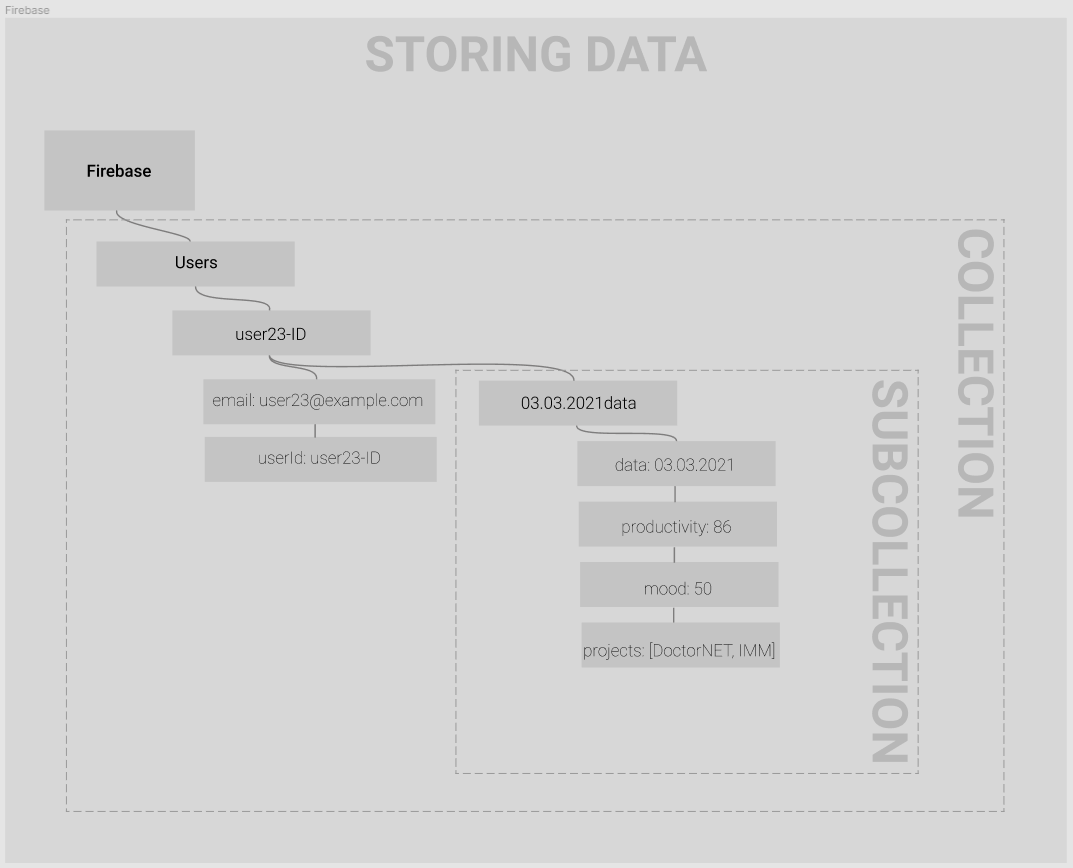 Firebase
STORING DATA
Firebase
Users
user23-ID
email: user23@example.com
userId: user23-ID
03.03.2021data
data: 03.03.2021
productivity: 86
mood: 50
projects: [DoctorNET, IMM]
SUBCOLLECTION
COLLECTION